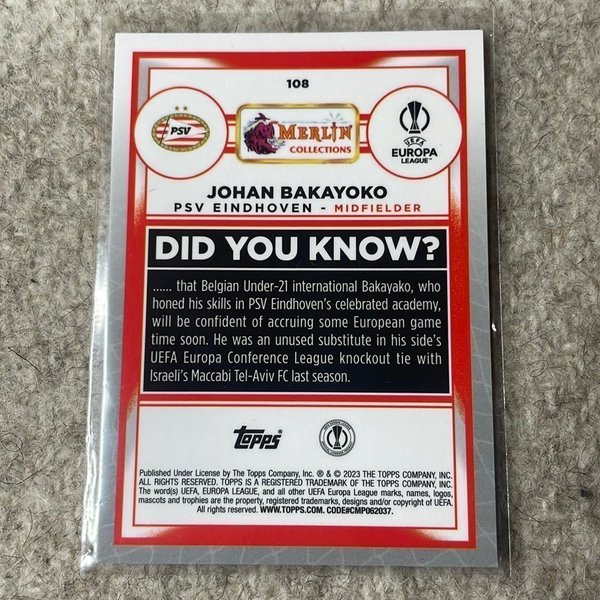 108
PSV
MERLIN
COLLECTIONS
UEFA
EUROPA
LEAGUE™
JOHAN BAKAYOKO
PSV EINDHOVEN - MIDFIELDER
DID YOU KNOW?
...... that Belgian Under-21 international Bakayako, who
honed his skills in PSV Eindhoven's celebrated academy,
will be confident of accruing some European game
time soon. He was an unused substitute in his side's
UEFA Europa Conference League knockout tie with
Israeli's Maccabi Tel-Aviv FC last season.
Topps
Published Under License by The Topps Company, Inc. ® & © 2023 THE TOPPS COMPANY, INC.
ALL RIGHTS RESERVED. TOPPS IS A REGISTERED TRADEMARK OF THE TOPPS COMPANY, INC.
The word(s) UEFA, EUROPA LEAGUE, and all other UEFA Europa League marks, names, logos,
mascots and trophies are the property, registered trademarks, designs and/or copyright of UEFA.
All rights reserved. WWW.TOPPS.COM. CODE#CMP062037.